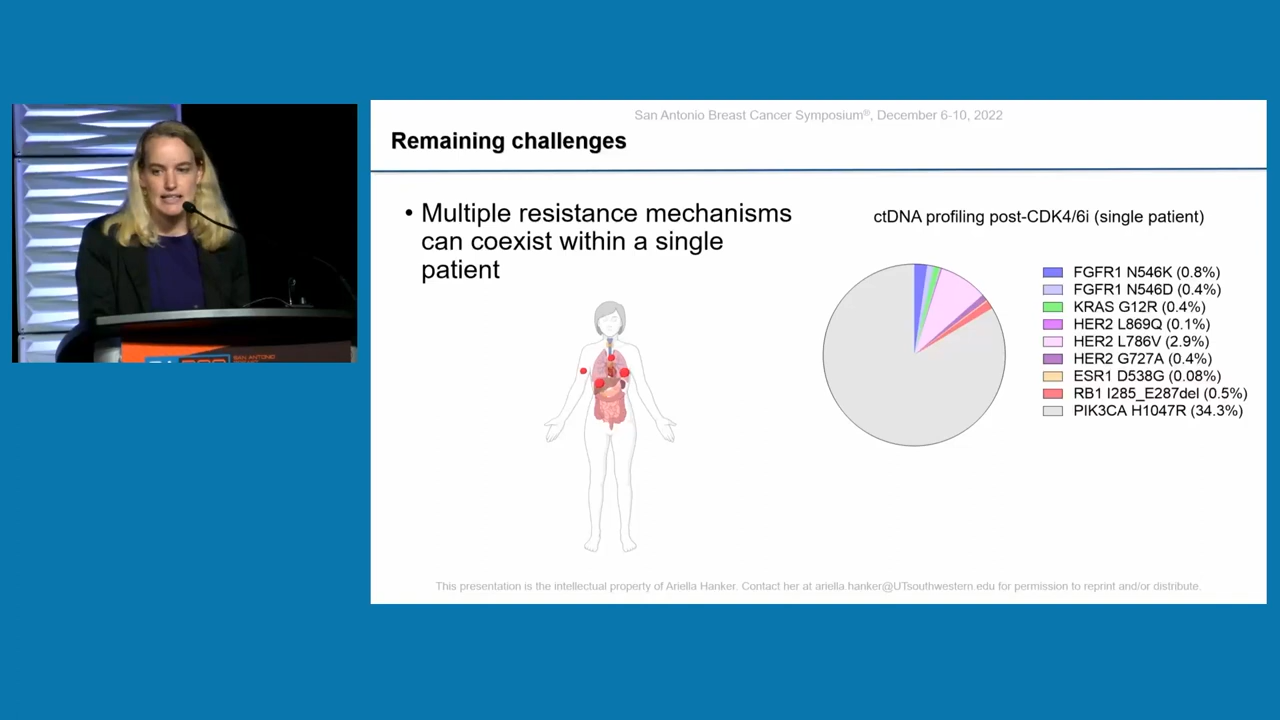 San Antonio Breast Cancer Symposium®, December 6-10, 2022
Remaining challenges
• Multiple resistance mechanisms
can coexist within a single
patient
ctDNA profiling post-CDK4/6i (single patient)
FGFR1 N546K (0.8%)
FGFR1 N546D (0.4%)
KRAS G12R (0.4%)
HER2 L869Q (0.1%)
HER2 L786V (2.9%)
HER2 G727A (0.4%)
ESR1 D538G (0.08%)
RB1 I285_E287del (0.5%)
PIK3CA H1047R (34.3%)
This presentation is the intellectual property of Ariella Hanker. Contact her at ariella.hanker@UTsouthwestern.edu for permission to reprint and/or distribute.
SAN ANTONIO